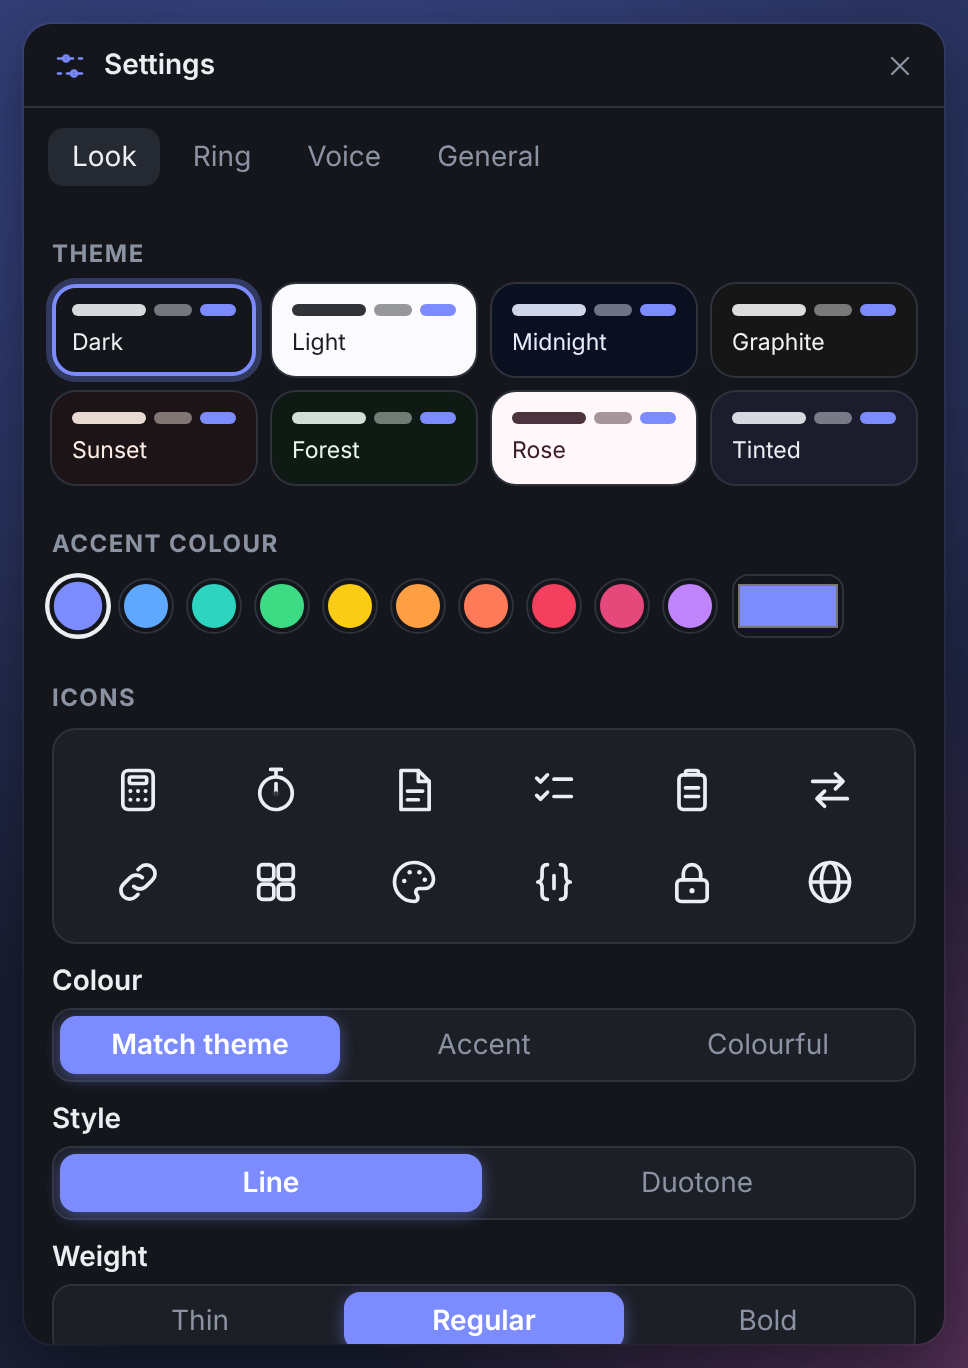 Settings
Look Ring Voice General
THEME
Dark Light Midnight Graphite
Sunset Forest Rose Tinted
ACCENT COLOUR
ICONS
Colour
Match theme Accent Colourful
Style
Line Duotone
Weight
Thin Regular Bold